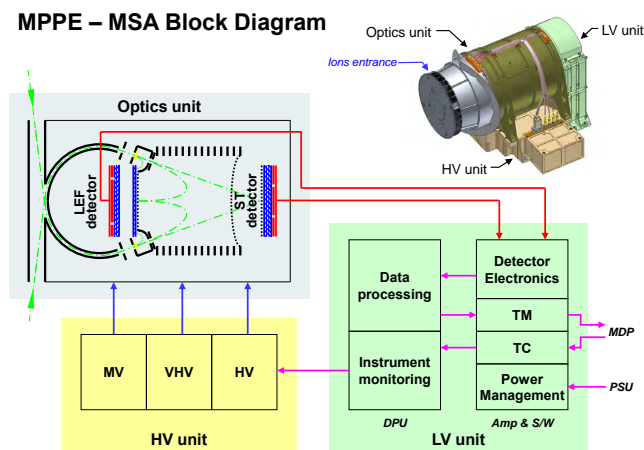 MPPE – MSA Block Diagram
Optics unit
LV unit
Ions entrance
HV unit
Optics unit
LEF
detector
ST
detector
Data
processing
Detector
Electronics
TM
MDP
TC
Instrument
monitoring
Power
Management
PSU
MV
VHV
HV
DPU
Amp & S/W
HV unit
LV unit